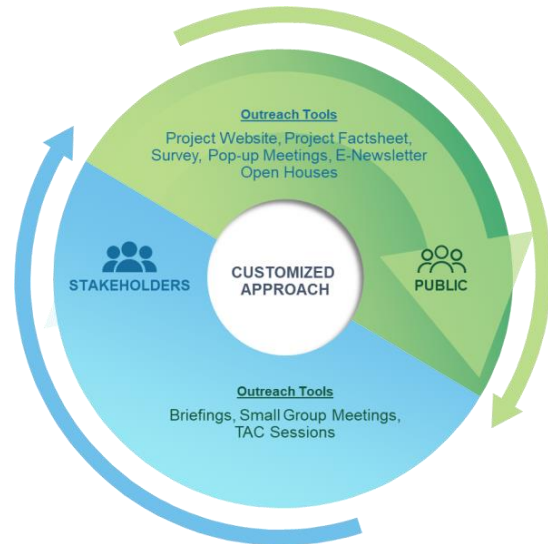 Outreach Tools
Project Website, Project Factsheet,
Survey, Pop-up Meetings, E-Newsletter
Open Houses
STAKEHOLDERS
CUSTOMIZED
APPROACH
PUBLIC
Outreach Tools
Briefings, Small Group Meetings,
TAC Sessions